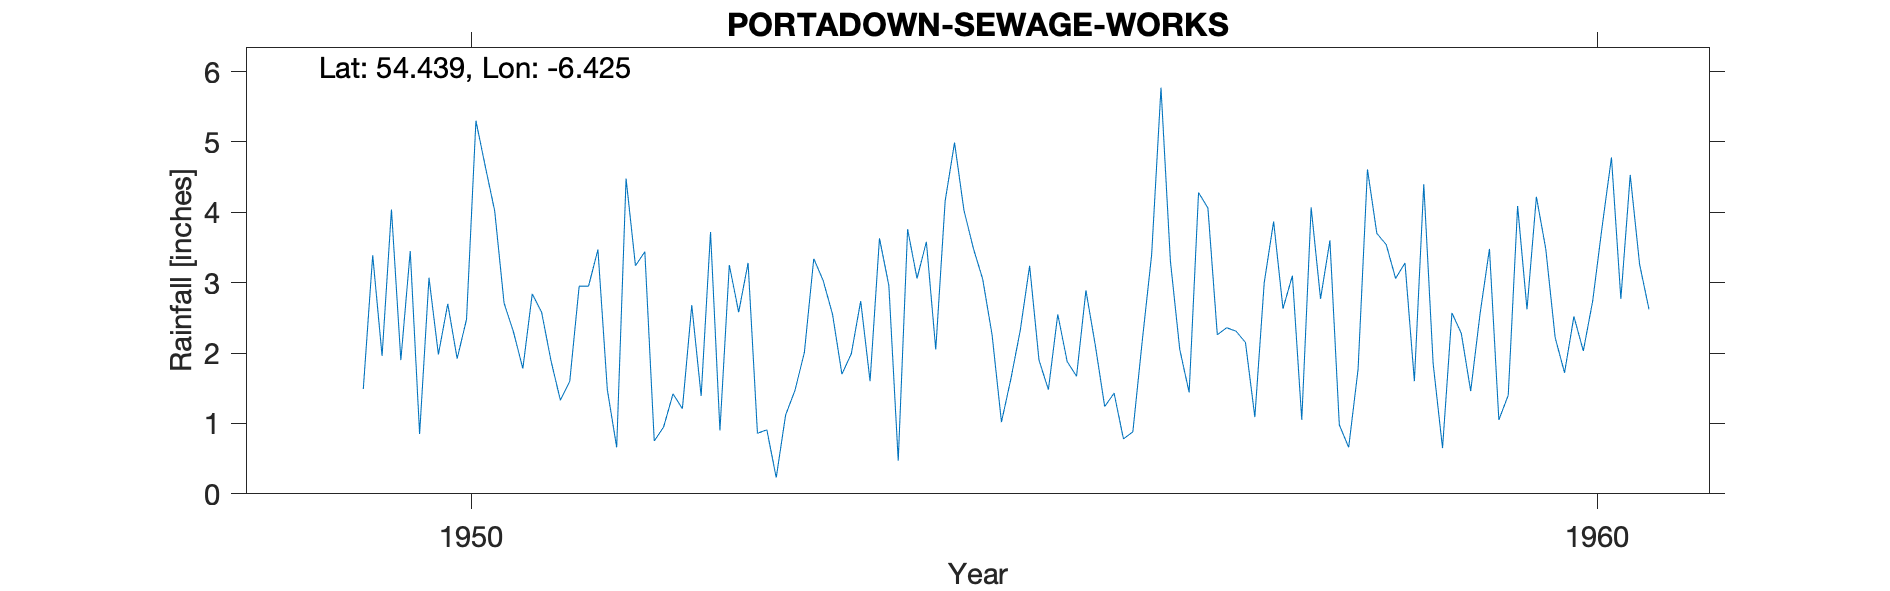 PORTADOWN-SEWAGE-WORKS
Lat: 54.439, Lon: -6.425
6
5
4
3
2
1
0
Rainfall [inches]
1950 1960
Year